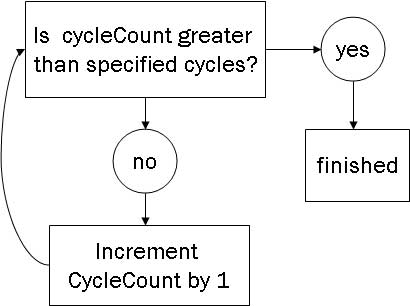 Is cycleCount greater
than specified cycles?
yes
no
finished
Increment
CycleCount by 1